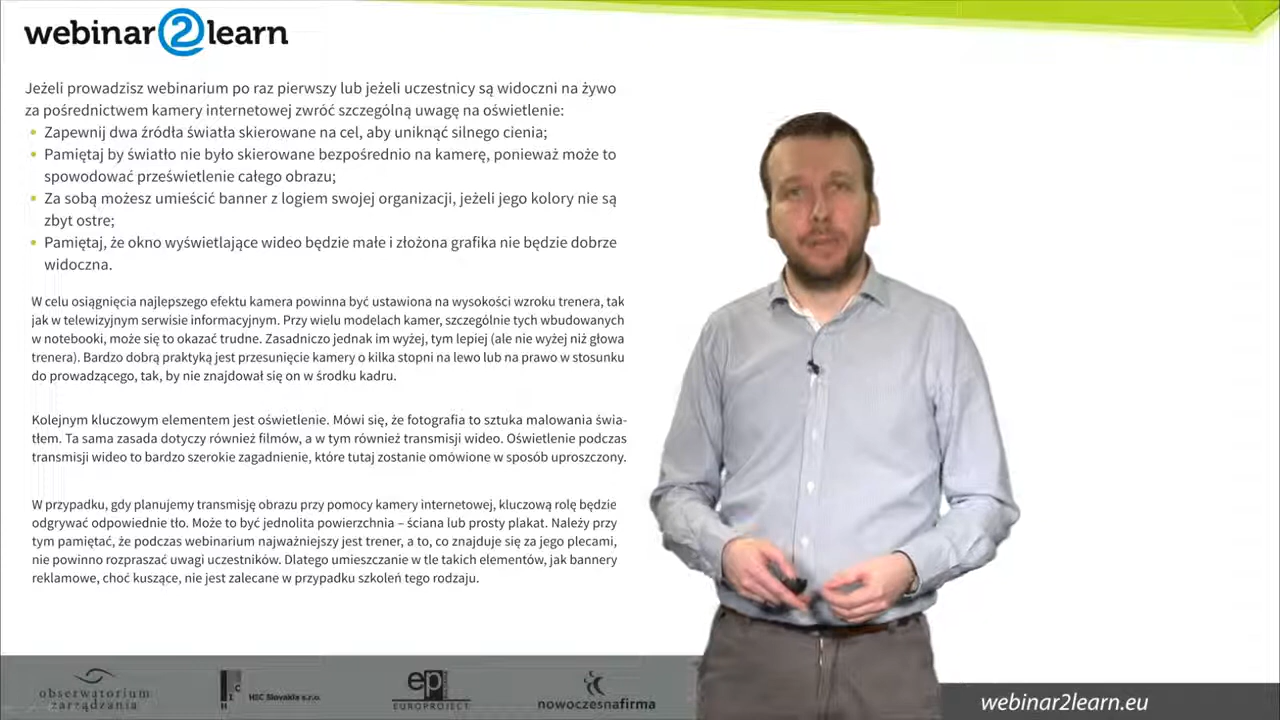 webinar2learn
Jeżeli prowadzisz webinarium po raz pierwszy lub jeżeli uczestnicy są widoczni na żywo
za pośrednictwem kamery internetowej zwróć szczególną uwagę na oświetlenie:
• Zapewnij dwa źródła światła skierowane na cel, aby uniknąć silnego cienia;
• Pamiętaj by światło nie było skierowane bezpośrednio na kamerę, ponieważ może to
spowodować prześwietlenie całego obrazu;
• Za sobą możesz umieścić banner z logiem swojej organizacji, jeżeli jego kolory nie są
zbyt ostre;
• Pamiętaj, że okno wyświetlające wideo będzie małe i złożona grafika nie będzie dobrze
widoczna.
W celu osiągnięcia najlepszego efektu kamera powinna być ustawiona na wysokości wzroku trenera, tak
jak w telewizyjnym serwisie informacyjnym. Przy wielu modelach kamer, szczególnie tych wbudowanych
w notebooki, może się to okazać trudne. Zasadniczo jednak im wyżej, tym lepiej (ale nie wyżej niż głowa
trenera). Bardzo dobrą praktyką jest przesunięcie kamery o kilka stopni na lewo lub na prawo w stosunku
do prowadzącego, tak, by nie znajdował się on w środku kadru.
Kolejnym kluczowym elementem jest oświetlenie. Mówi się, że fotografia to sztuka malowania świa-
tłem. Ta sama zasada dotyczy również filmów, a w tym również transmisji wideo. Oświetlenie podczas
transmisji wideo to bardzo szerokie zagadnienie, które tutaj zostanie omówione w sposób uproszczony.
W przypadku, gdy planujemy transmisję obrazu przy pomocy kamery internetowej, kluczową rolę będzie
odgrywać odpowiednie tło. Może to być jednolita powierzchnia – ściana lub prosty plakat. Należy przy
tym pamiętać, że podczas webinarium najważniejszy jest trener, a to, co znajduje się za jego plecami,
nie powinno rozpraszać uwagi uczestników. Dlatego umieszczanie w tle takich elementów, jak bannery
reklamowe, choć kuszące, nie jest zalecane w przypadku szkoleń tego rodzaju.
obserwatorium
zarządzania
HIC
HEC Slovakia s.r.o.
ep
EUROPROJECT
nowoczesnafirma
webinar2learn.eu